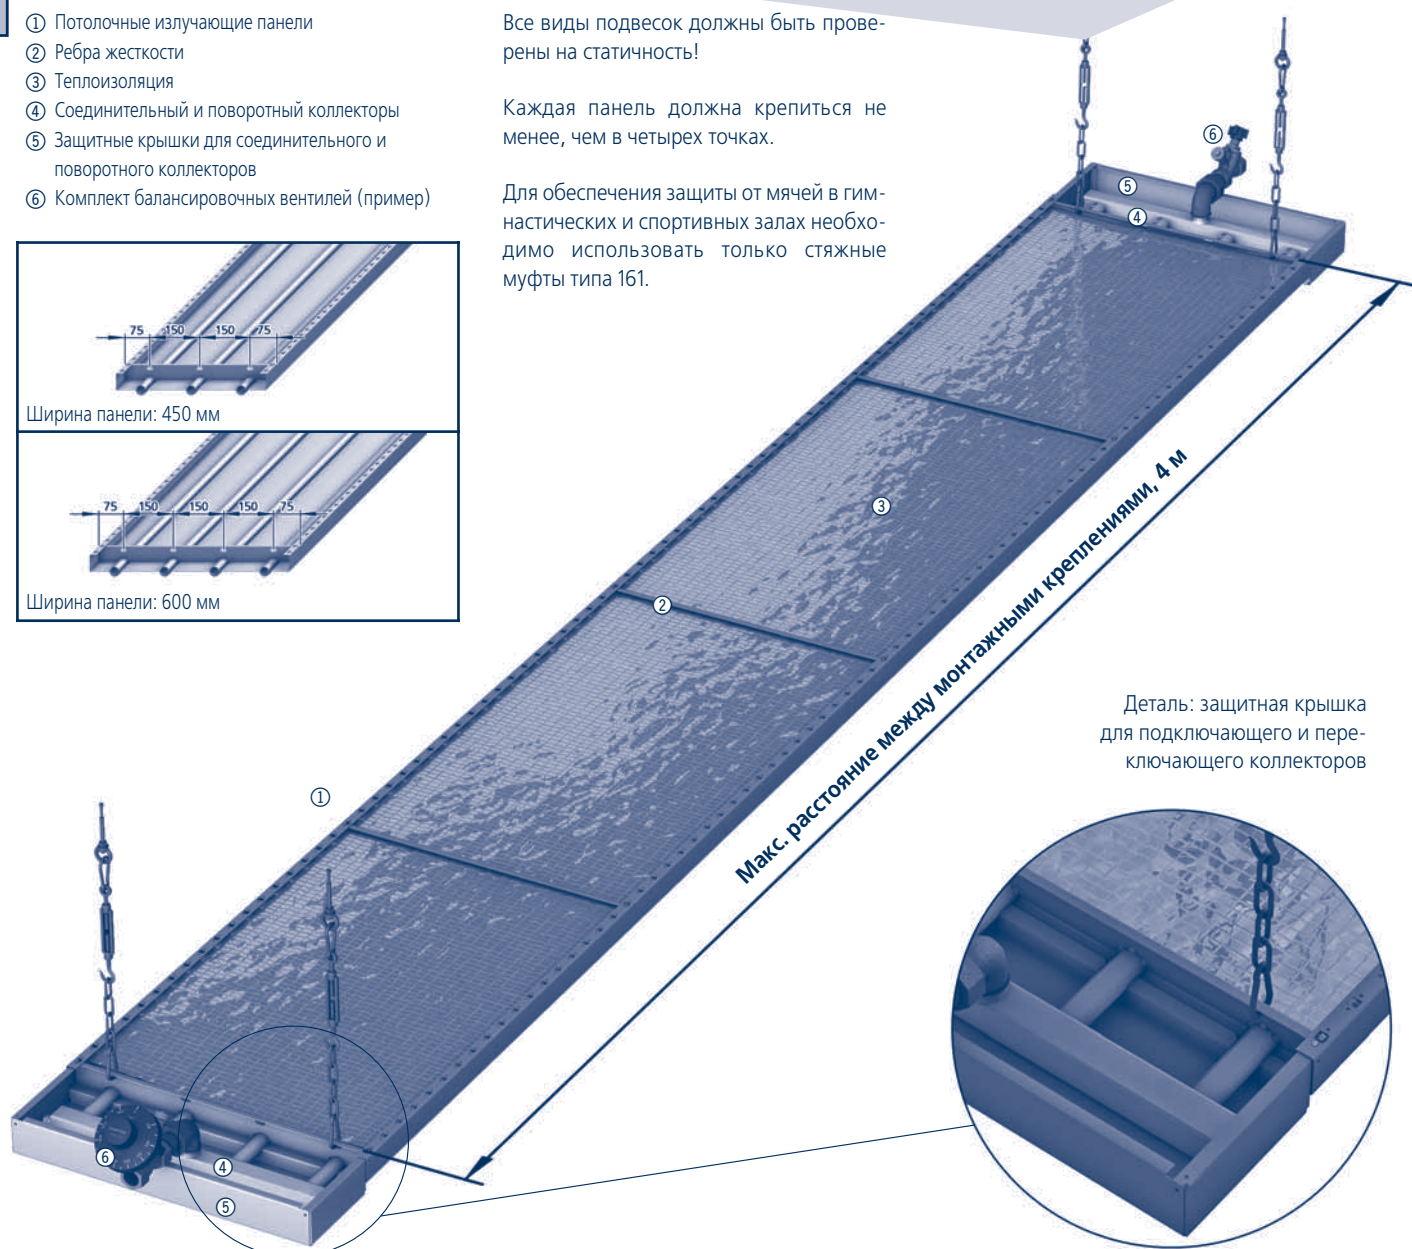 ① Потолочные излучающие панели
② Ребра жесткости
③ Теплоизоляция
④ Соединительный и поворотный коллекторы
⑤ Защитные крышки для соединительного и
поворотного коллекторов
⑥ Комплект балансировочных вентилей (пример)
Все виды подвесок должны быть прове-
рены на статичность!
Каждая панель должна крепиться не
менее, чем в четырех точках.
Для обеспечения защиты от мячей в гим-
настических и спортивных залах необхо-
димо использовать только стяжные
муфты типа 161.
75 150 150 75
Ширина панели: 450 мм
75 150 150 150 75
Ширина панели: 600 мм
⑥
⑤
④
③
②
①
Макс. расстояние между монтажными креплениями, 4 м
Деталь: защитная крышка
для подключающего и пере-
ключающего коллекторов
⑥
④
⑤